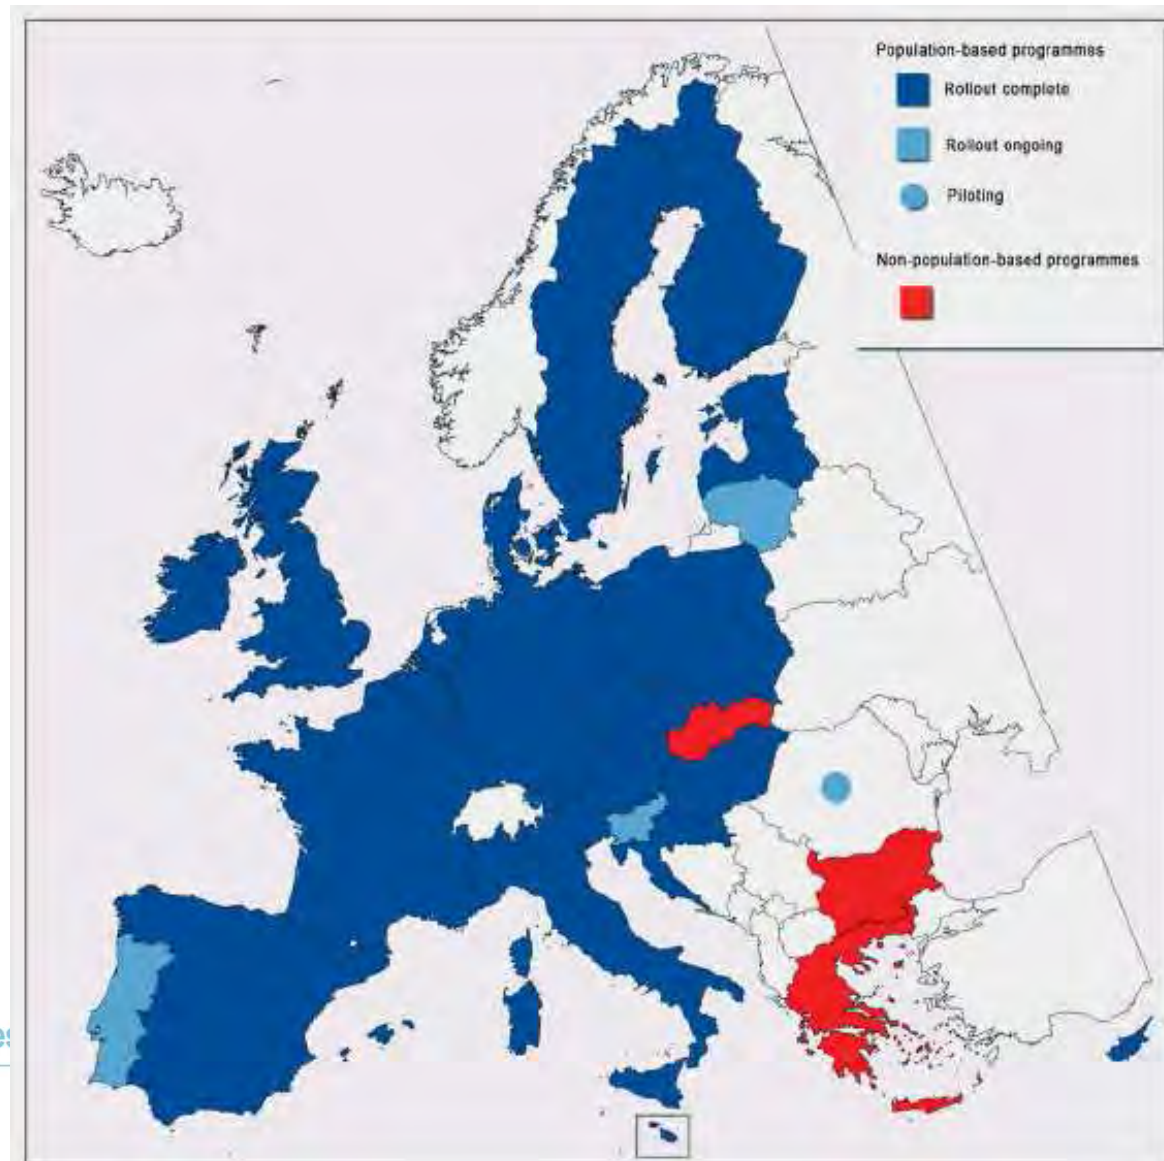 Population-based programmes
Rollout complete
Rollout ongoing
Piloting
Non-population-based programmes